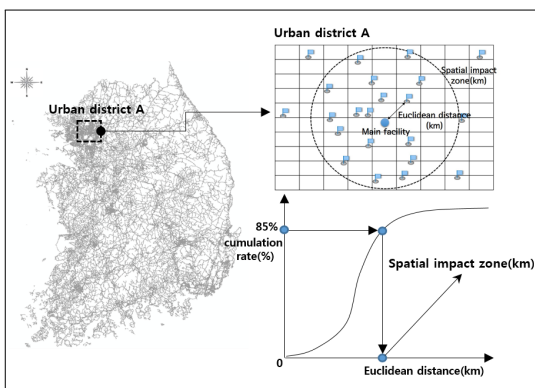 Urban district A
Urban district A
Spatial impact
zone(km)
Euclidean distance
(km)
Main facility
85%
cumulation
rate(%)
Spatial impact zone(km)
0
Euclidean distance(km)